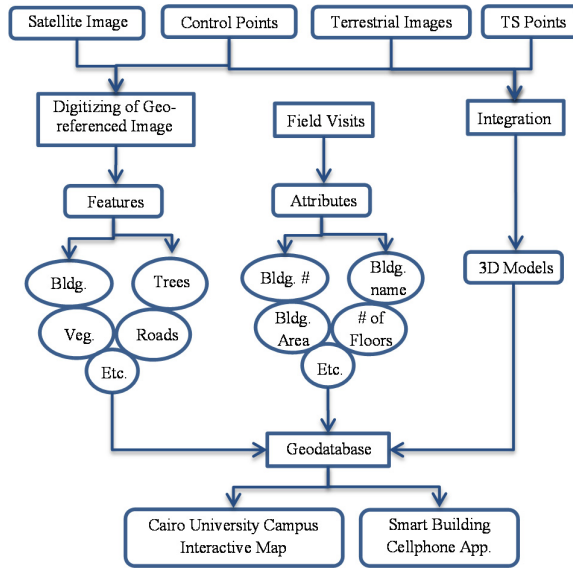 Satellite Image
Control Points
Terrestrial Images
TS Points
Digitizing of Geo-
referenced Image
Field Visits
Integration
Features
Attributes
3D Models
Bldg.
Trees
Veg.
Roads
Etc.
Bldg. #
Bldg.
name
Bldg.
Area
# of
Floors
Etc.
Geodatabase
Cairo University Campus
Interactive Map
Smart Building
Cellphone App.